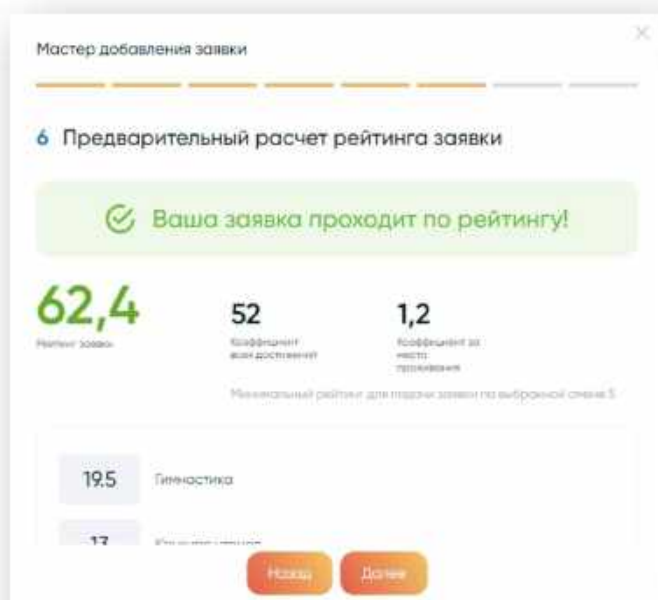 Мастер добавления заявки
6 Предварительный расчет рейтинга заявки
Ваша заявка проходит по рейтингу!
62,4
52
1,2
Рейтинг заявки
Коэффициент
всех достижений
Коэффициент за
место
проживания
Минимальный рейтинг для подачи заявки по выбранной смене 5
19.5 Гимнастика
13
Назад
Далее